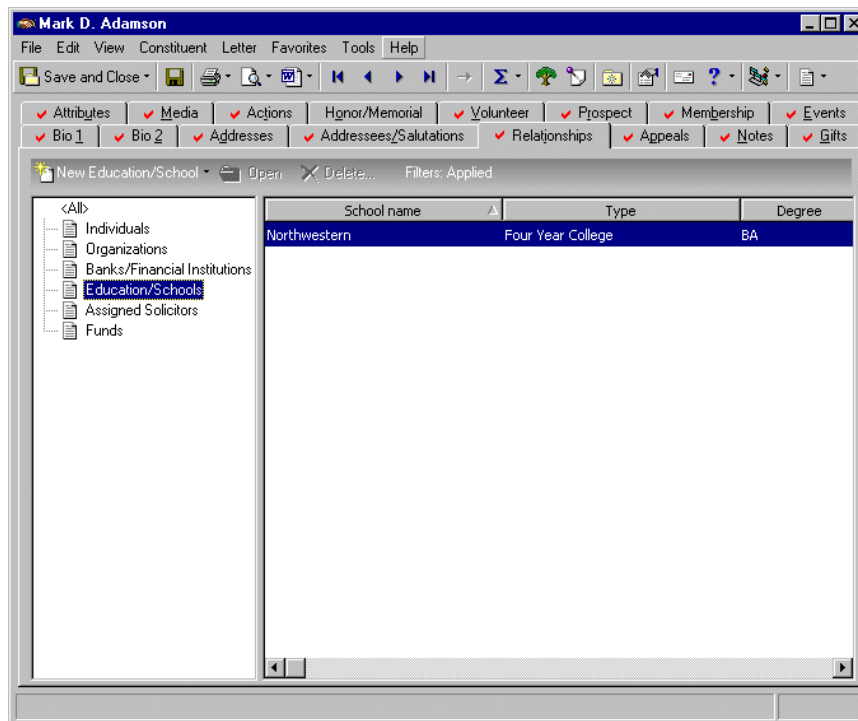 Mark D. Adamson
File Edit View Constituent Letter Favorites Tools Help
Save and Close
Attributes Media Actions Honor/Memorial Volunteer Prospect Membership Events
Bio 1 Bio 2 Addresses Addressees/Salutations Relationships Appeals Notes Gifts
New Education/School Open Delete... Filters: Applied
<All>
Individuals
Organizations
Banks/Financial Institutions
Education/Schools
Assigned Solicitors
Funds
School name Type Degree
Northwestern Four Year College BA